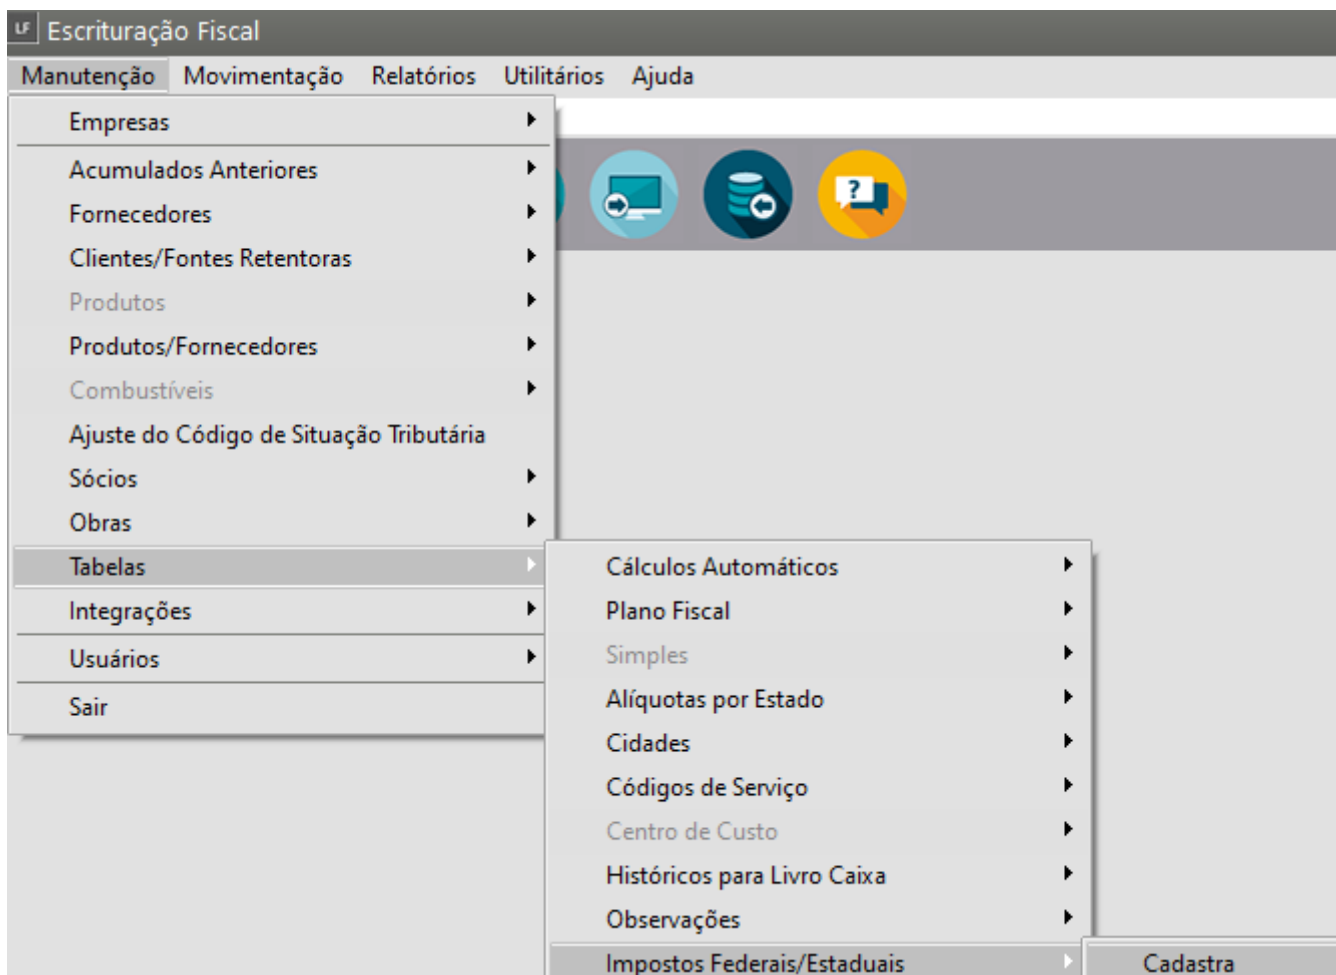 LF Escrituração Fiscal
Manutenção Movimentação Relatórios Utilitários Ajuda
Empresas
Acumulados Anteriores
Fornecedores
Clientes/Fontes Retentoras
Produtos
Produtos/Fornecedores
Combustíveis
Ajuste do Código de Situação Tributária
Sócios
Obras
Tabelas
Integrações
Usuários
Sair
Cálculos Automáticos
Plano Fiscal
Simples
Alíquotas por Estado
Cidades
Códigos de Serviço
Centro de Custo
Históricos para Livro Caixa
Observações
Impostos Federais/Estaduais
Cadastra
?